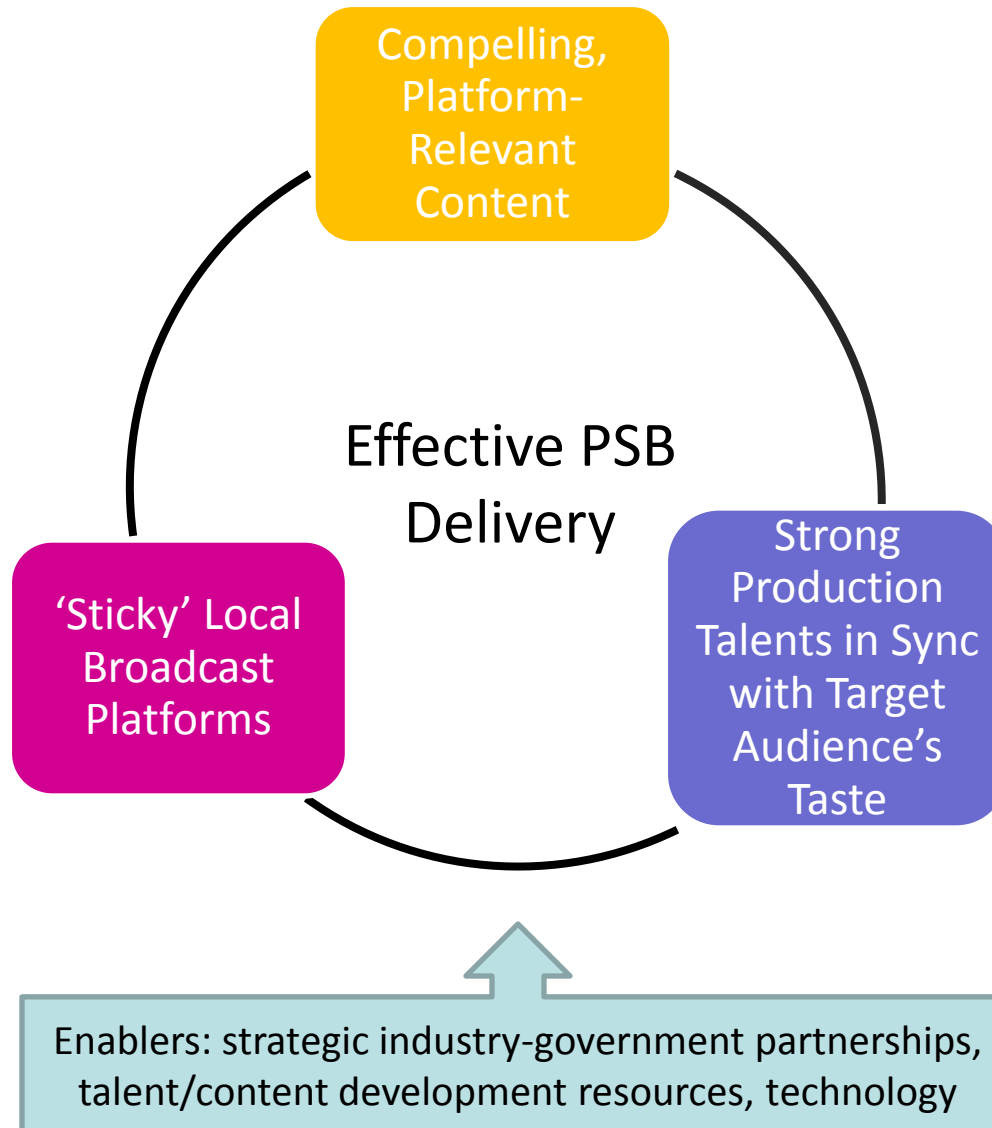 Compelling,
Platform-
Relevant
Content
Effective PSB
Delivery
‘Sticky’ Local
Broadcast
Platforms
Strong
Production
Talents in Sync
with Target
Audience’s
Taste
Enablers: strategic industry-government partnerships,
talent/content development resources, technology